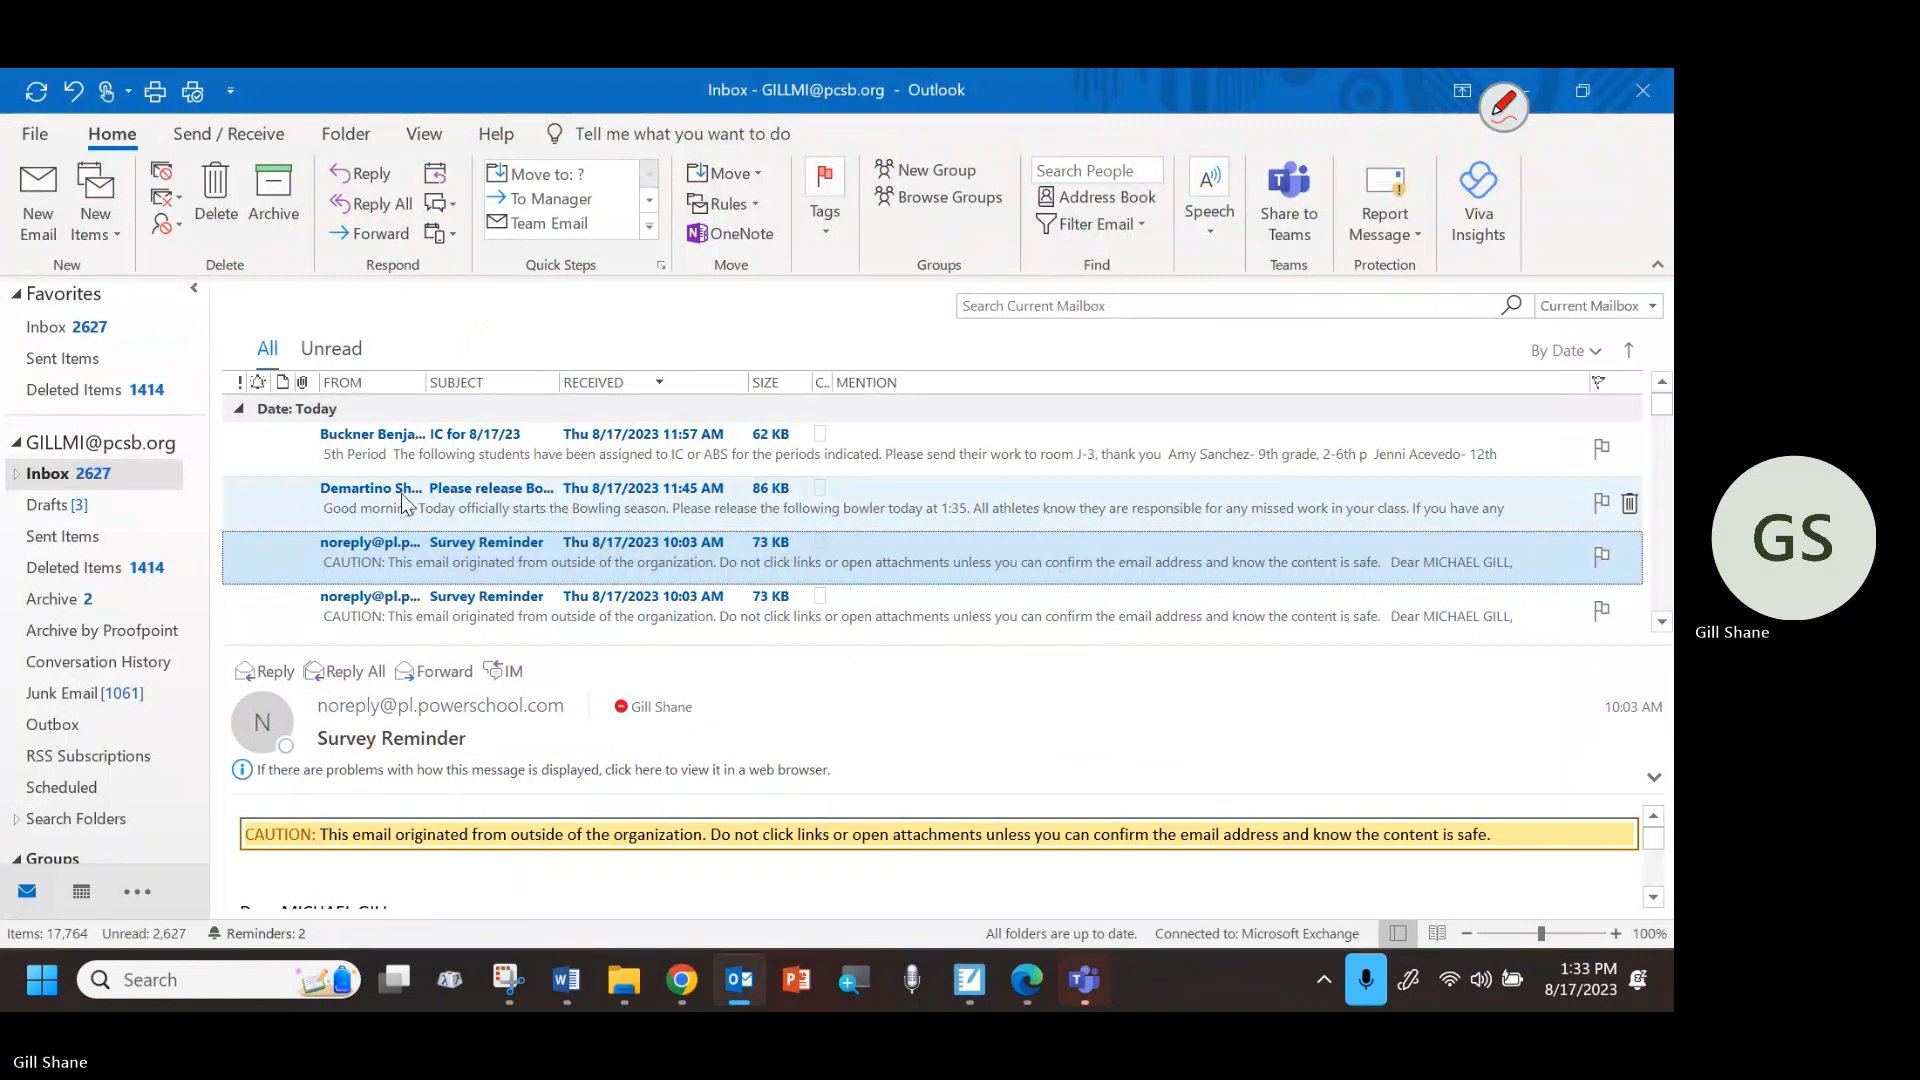 Inbox - GILLMI@pcsb.org - Outlook
File Home Send / Receive Folder View Help Tell me what you want to do
New Email
New Items
New
Delete
Archive
Delete
Reply
Reply All
Forward
Respond
Move to: ?
To Manager
Team Email
Quick Steps
Move
Rules
OneNote
Move
Tags
New Group
Browse Groups
Groups
Search People
Address Book
Filter Email
Find
Speech
Share to Teams
Teams
Report Message
Protection
Viva Insights
Favorites
Inbox 2627
Sent Items
Deleted Items 1414
GILLMI@pcsb.org
Inbox 2627
Drafts [3]
Sent Items
Deleted Items 1414
Archive 2
Archive by Proofpoint
Conversation History
Junk Email [1061]
Outbox
RSS Subscriptions
Scheduled
Search Folders
Groups
Search Current Mailbox
Current Mailbox
All Unread
By Date
! FROM SUBJECT RECEIVED SIZE C.. MENTION
Date: Today
Buckner Benja... IC for 8/17/23 Thu 8/17/2023 11:57 AM 62 KB
5th Period The following students have been assigned to IC or ABS for the periods indicated. Please send their work to room J-3, thank you Amy Sanchez- 9th grade, 2-6th p Jenni Acevedo- 12th
Demartino Sh... Please release Bo... Thu 8/17/2023 11:45 AM 86 KB
Good mornin Today officially starts the Bowling season. Please release the following bowler today at 1:35. All athletes know they are responsible for any missed work in your class. If you have any
noreply@pl.p... Survey Reminder Thu 8/17/2023 10:03 AM 73 KB
CAUTION: This email originated from outside of the organization. Do not click links or open attachments unless you can confirm the email address and know the content is safe. Dear MICHAEL GILL,
noreply@pl.p... Survey Reminder Thu 8/17/2023 10:03 AM 73 KB
CAUTION: This email originated from outside of the organization. Do not click links or open attachments unless you can confirm the email address and know the content is safe. Dear MICHAEL GILL,
Reply Reply All Forward IM
N
noreply@pl.powerschool.com
Gill Shane
10:03 AM
Survey Reminder
If there are problems with how this message is displayed, click here to view it in a web browser.
CAUTION: This email originated from outside of the organization. Do not click links or open attachments unless you can confirm the email address and know the content is safe.
Items: 17,764 Unread: 2,627 Reminders: 2
All folders are up to date. Connected to: Microsoft Exchange
100%
Search
1:33 PM
8/17/2023
GS
Gill Shane
Gill Shane